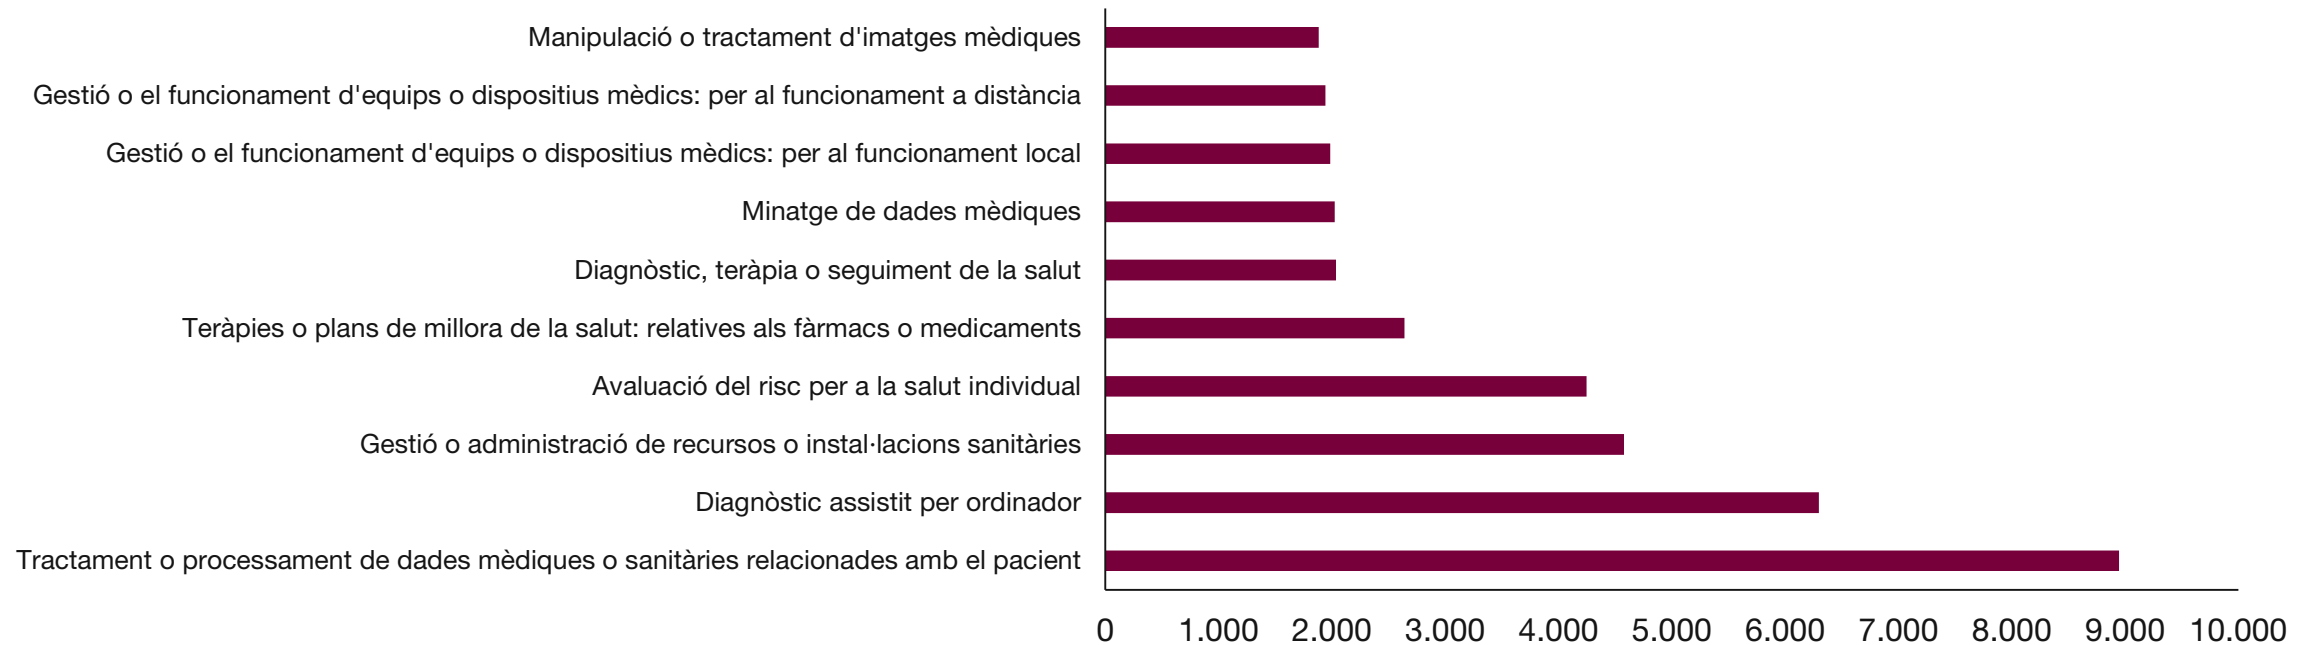 Manipulació o tractament d'imatges mèdiques
Gestió o el funcionament d'equips o dispositius mèdics: per al funcionament a distància
Gestió o el funcionament d'equips o dispositius mèdics: per al funcionament local
Minatge de dades mèdiques
Diagnòstic, teràpia o seguiment de la salut
Teràpies o plans de millora de la salut: relatives als fàrmacs o medicaments
Avaluació del risc per a la salut individual
Gestió o administració de recursos o instal·lacions sanitàries
Diagnòstic assistit per ordinador
Tractament o processament de dades mèdiques o sanitàries relacionades amb el pacient
0 1.000 2.000 3.000 4.000 5.000 6.000 7.000 8.000 9.000 10.000